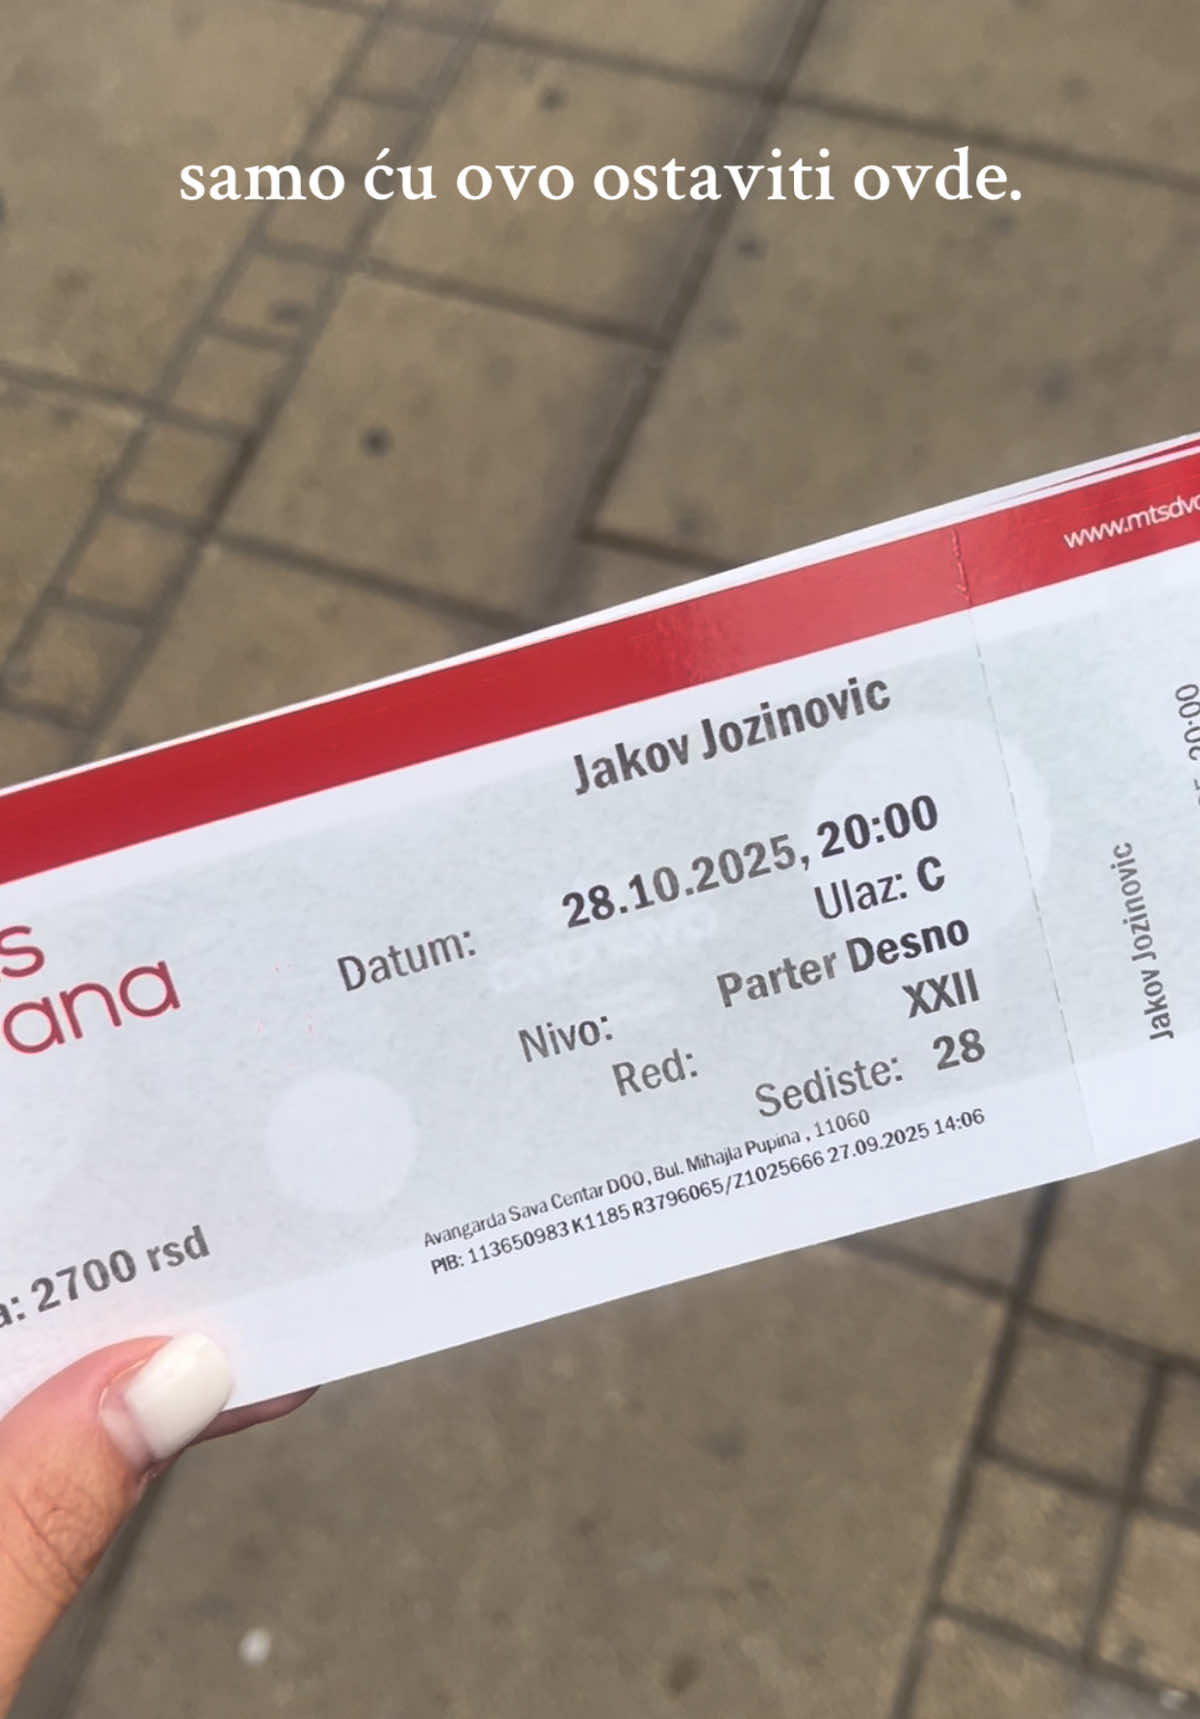 samo ću ovo ostaviti ovde.
www.mtsdvo
Jakov Jozinovic
Datum: 28.10.2025, 20:00
Ulaz: C
Nivo: Parter Desno
Red: XXII
Sediste: 28
Avangarda Sava Centar DOO, Bul. Mihajla Pupina , 11060
PIB: 113650983 K1185 R3796065/Z1025666 27.09.2025 14:06
s
ana
a: 2700 rsd
Jakov Jozinovic
20:00